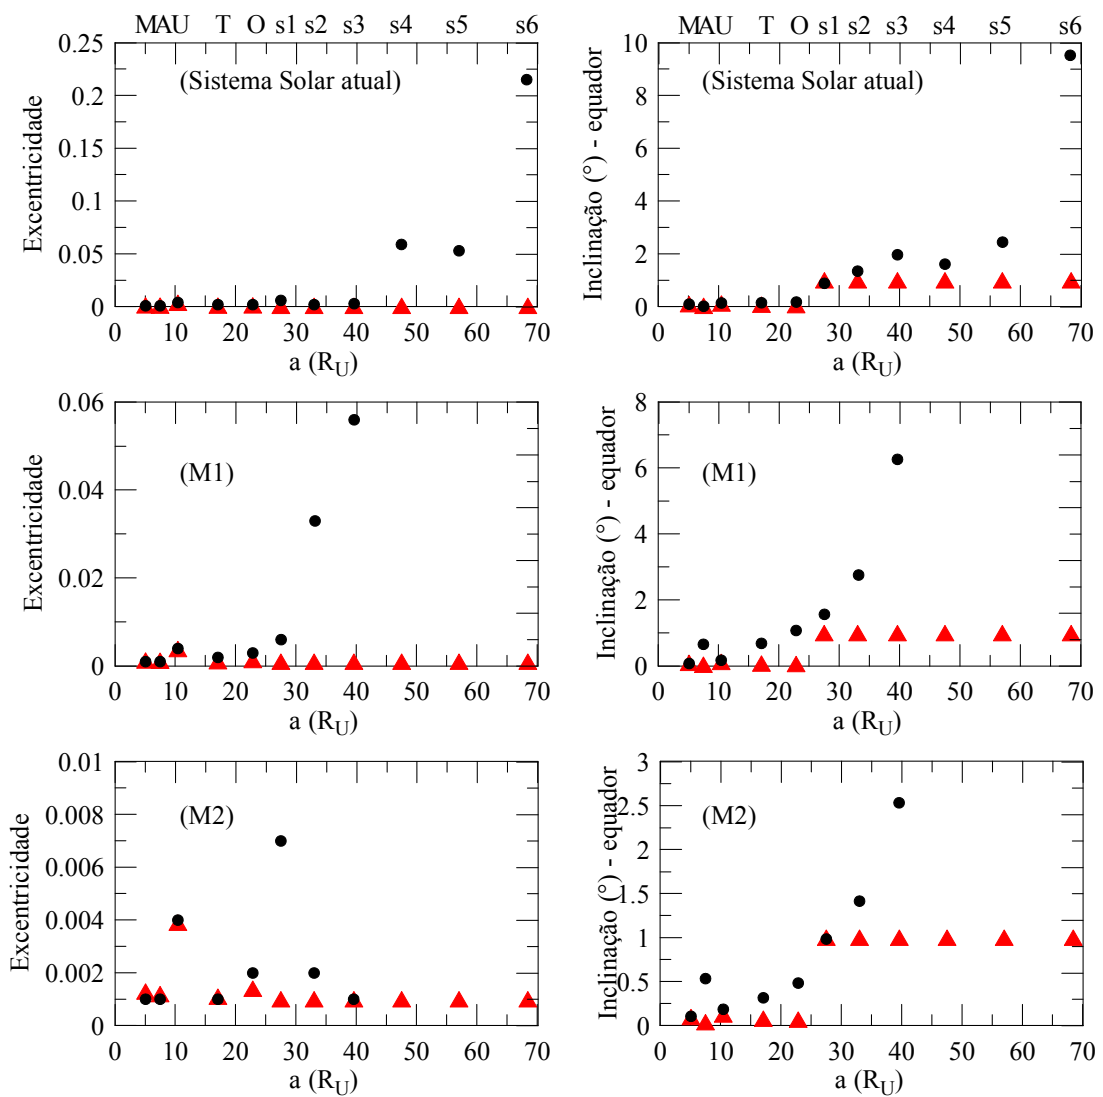 MAU T O s1 s2 s3 s4 s5 s6
0.25
0.2
0.15
0.1
0.05
0
Excentricidade
(Sistema Solar atual)
0 10 20 30 40 50 60 70
a (R_U)
MAU T O s1 s2 s3 s4 s5 s6
10
8
6
4
2
0
Inclinação (°) - equador
(Sistema Solar atual)
0 10 20 30 40 50 60 70
a (R_U)
0.06
0.04
0.02
0
Excentricidade
(M1)
0 10 20 30 40 50 60 70
a (R_U)
8
6
4
2
0
Inclinação (°) - equador
(M1)
0 10 20 30 40 50 60 70
a (R_U)
0.01
0.008
0.006
0.004
0.002
0
Excentricidade
(M2)
0 10 20 30 40 50 60 70
a (R_U)
3
2.5
2
1.5
1
0.5
0
Inclinação (°) - equador
(M2)
0 10 20 30 40 50 60 70
a (R_U)